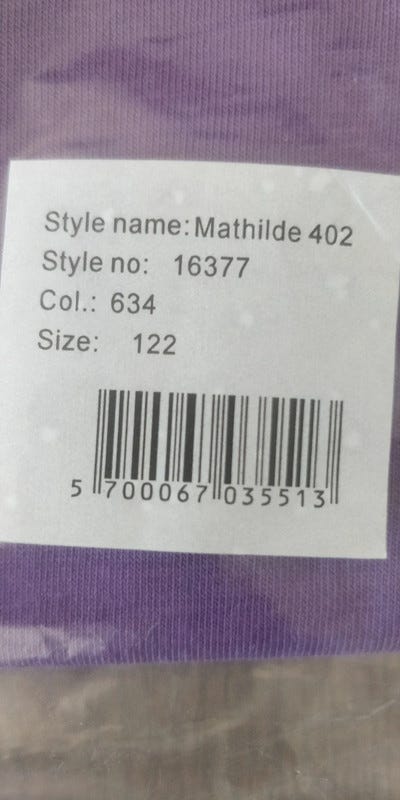 Style name: Mathilde 402
Style no: 16377
Col.: 634
Size: 122
5 700067 035513